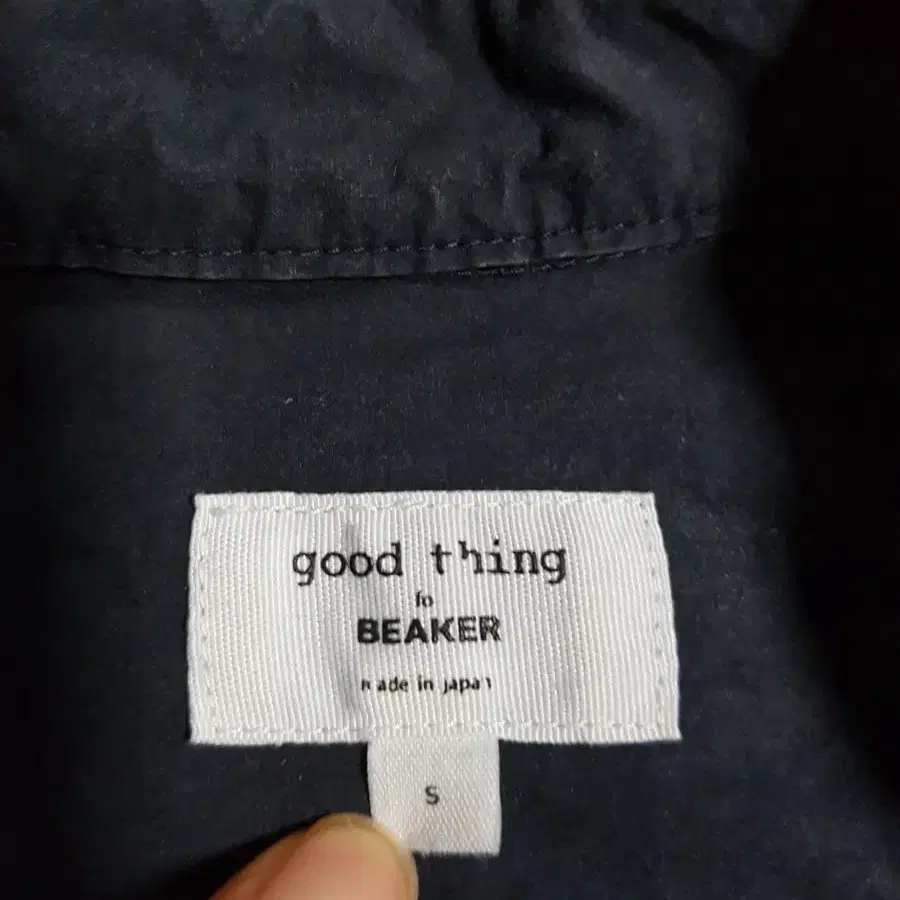 good thing
fo
BEAKER
made in japan
S